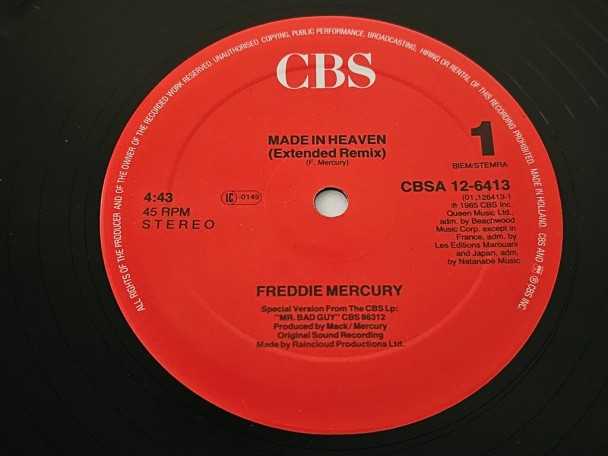 ALL RIGHTS OF THE PRODUCER AND OF THE OWNER OF THE RECORDED WORK RESERVED. UNAUTHORISED COPYING, PUBLIC PERFORMANCE, BROADCASTING, HIRING OR RENTAL OF THIS RECORDING PROHIBITED. MADE IN HOLLAND. CBS AND ℗ © CBS INC.
CBS
MADE IN HEAVEN
(Extended Remix)
(F. Mercury)
1
BIEM/STEMRA
4:43
45 RPM
STEREO
LC -0149
CBSA 12-6413
(01.126413-1
℗ 1985 CBS Inc.
Queen Music Ltd.,
adm. by Beachwood
Music Corp. except in
France, adm. by
Les Editions Marouani
and Japan, adm.
by Natanabé Music
FREDDIE MERCURY
Special Version From The CBS Lp:
"MR. BAD GUY" CBS 86312
Produced by Mack/Mercury
Original Sound Recording
Made by Raincloud Productions Ltd.